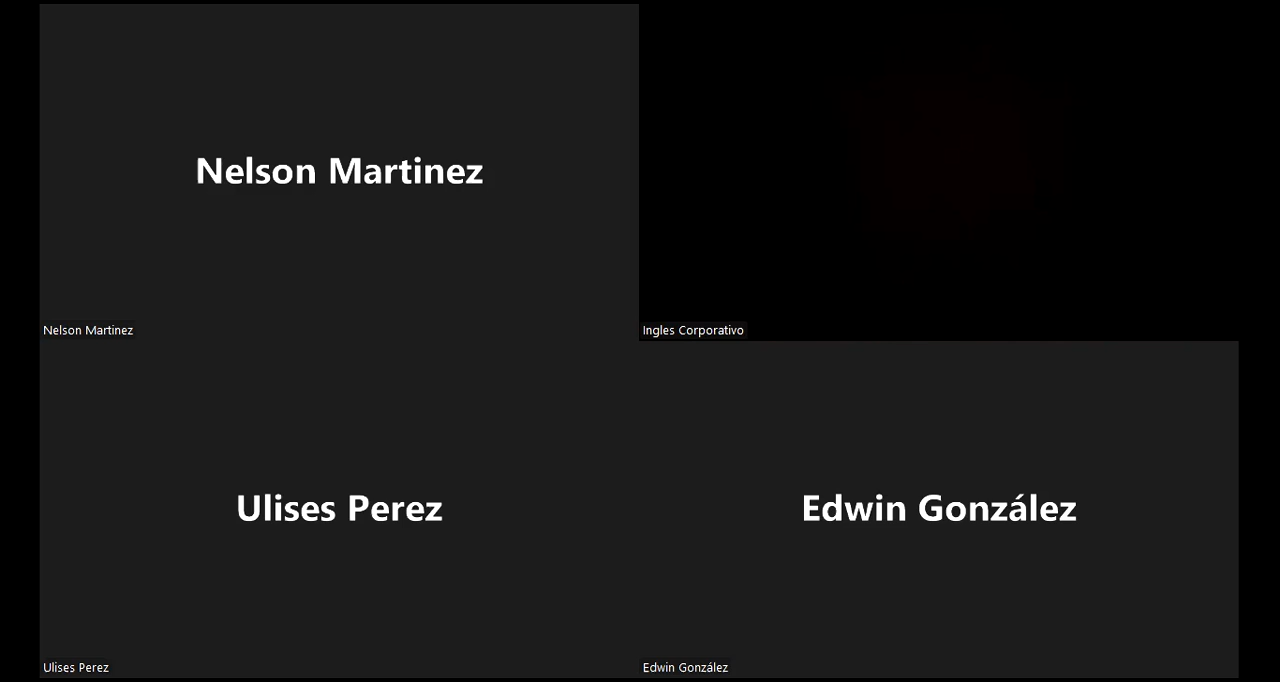 Nelson Martinez
Nelson Martinez
Ingles Corporativo
Ulises Perez
Edwin González
Ulises Perez
Edwin González